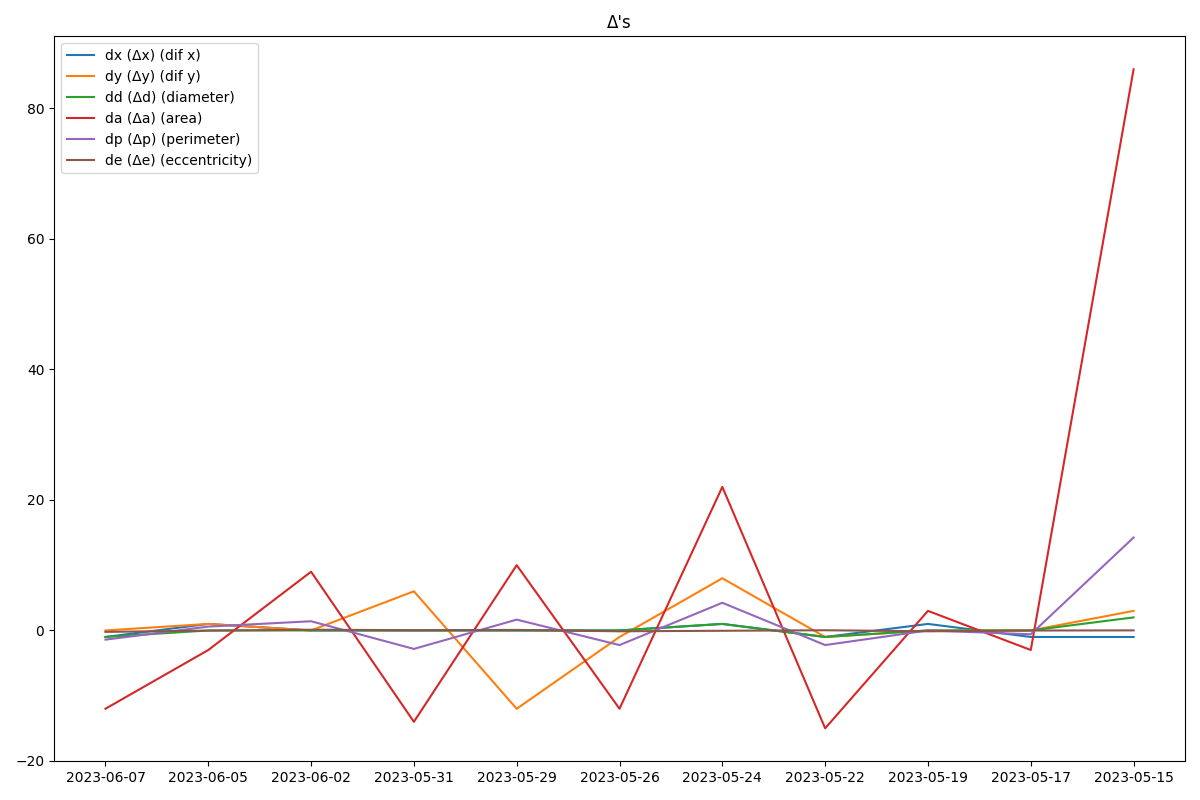 Δ's
dx (Δx) (dif x)
dy (Δy) (dif y)
dd (Δd) (diameter)
da (Δa) (area)
dp (Δp) (perimeter)
de (Δe) (eccentricity)
80
60
40
20
0
−20
2023-06-07 2023-06-05 2023-06-02 2023-05-31 2023-05-29 2023-05-26 2023-05-24 2023-05-22 2023-05-19 2023-05-17 2023-05-15